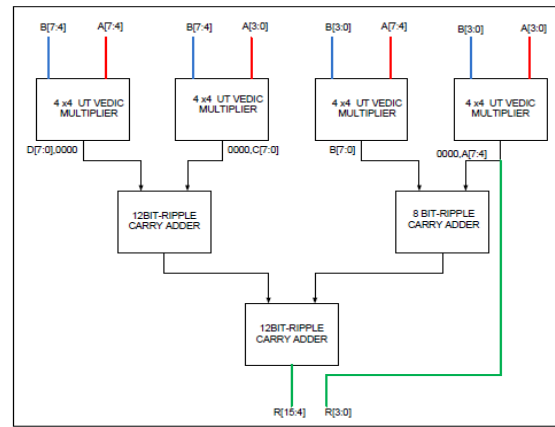 B[7:4] A[7:4] B[7:4] A[3:0] B[3:0] A[7:4] B[3:0] A[3:0]
4 x4 UT VEDIC
MULTIPLIER
4 x4 UT VEDIC
MULTIPLIER
4 x4 UT VEDIC
MULTIPLIER
4 x4 UT VEDIC
MULTIPLIER
D[7:0],0000 0000,C[7:0] B[7:0] 0000,A[7:4]
12BIT-RIPPLE
CARRY ADDER
8 BIT-RIPPLE
CARRY ADDER
12BIT-RIPPLE
CARRY ADDER
R[15:4] R[3:0]